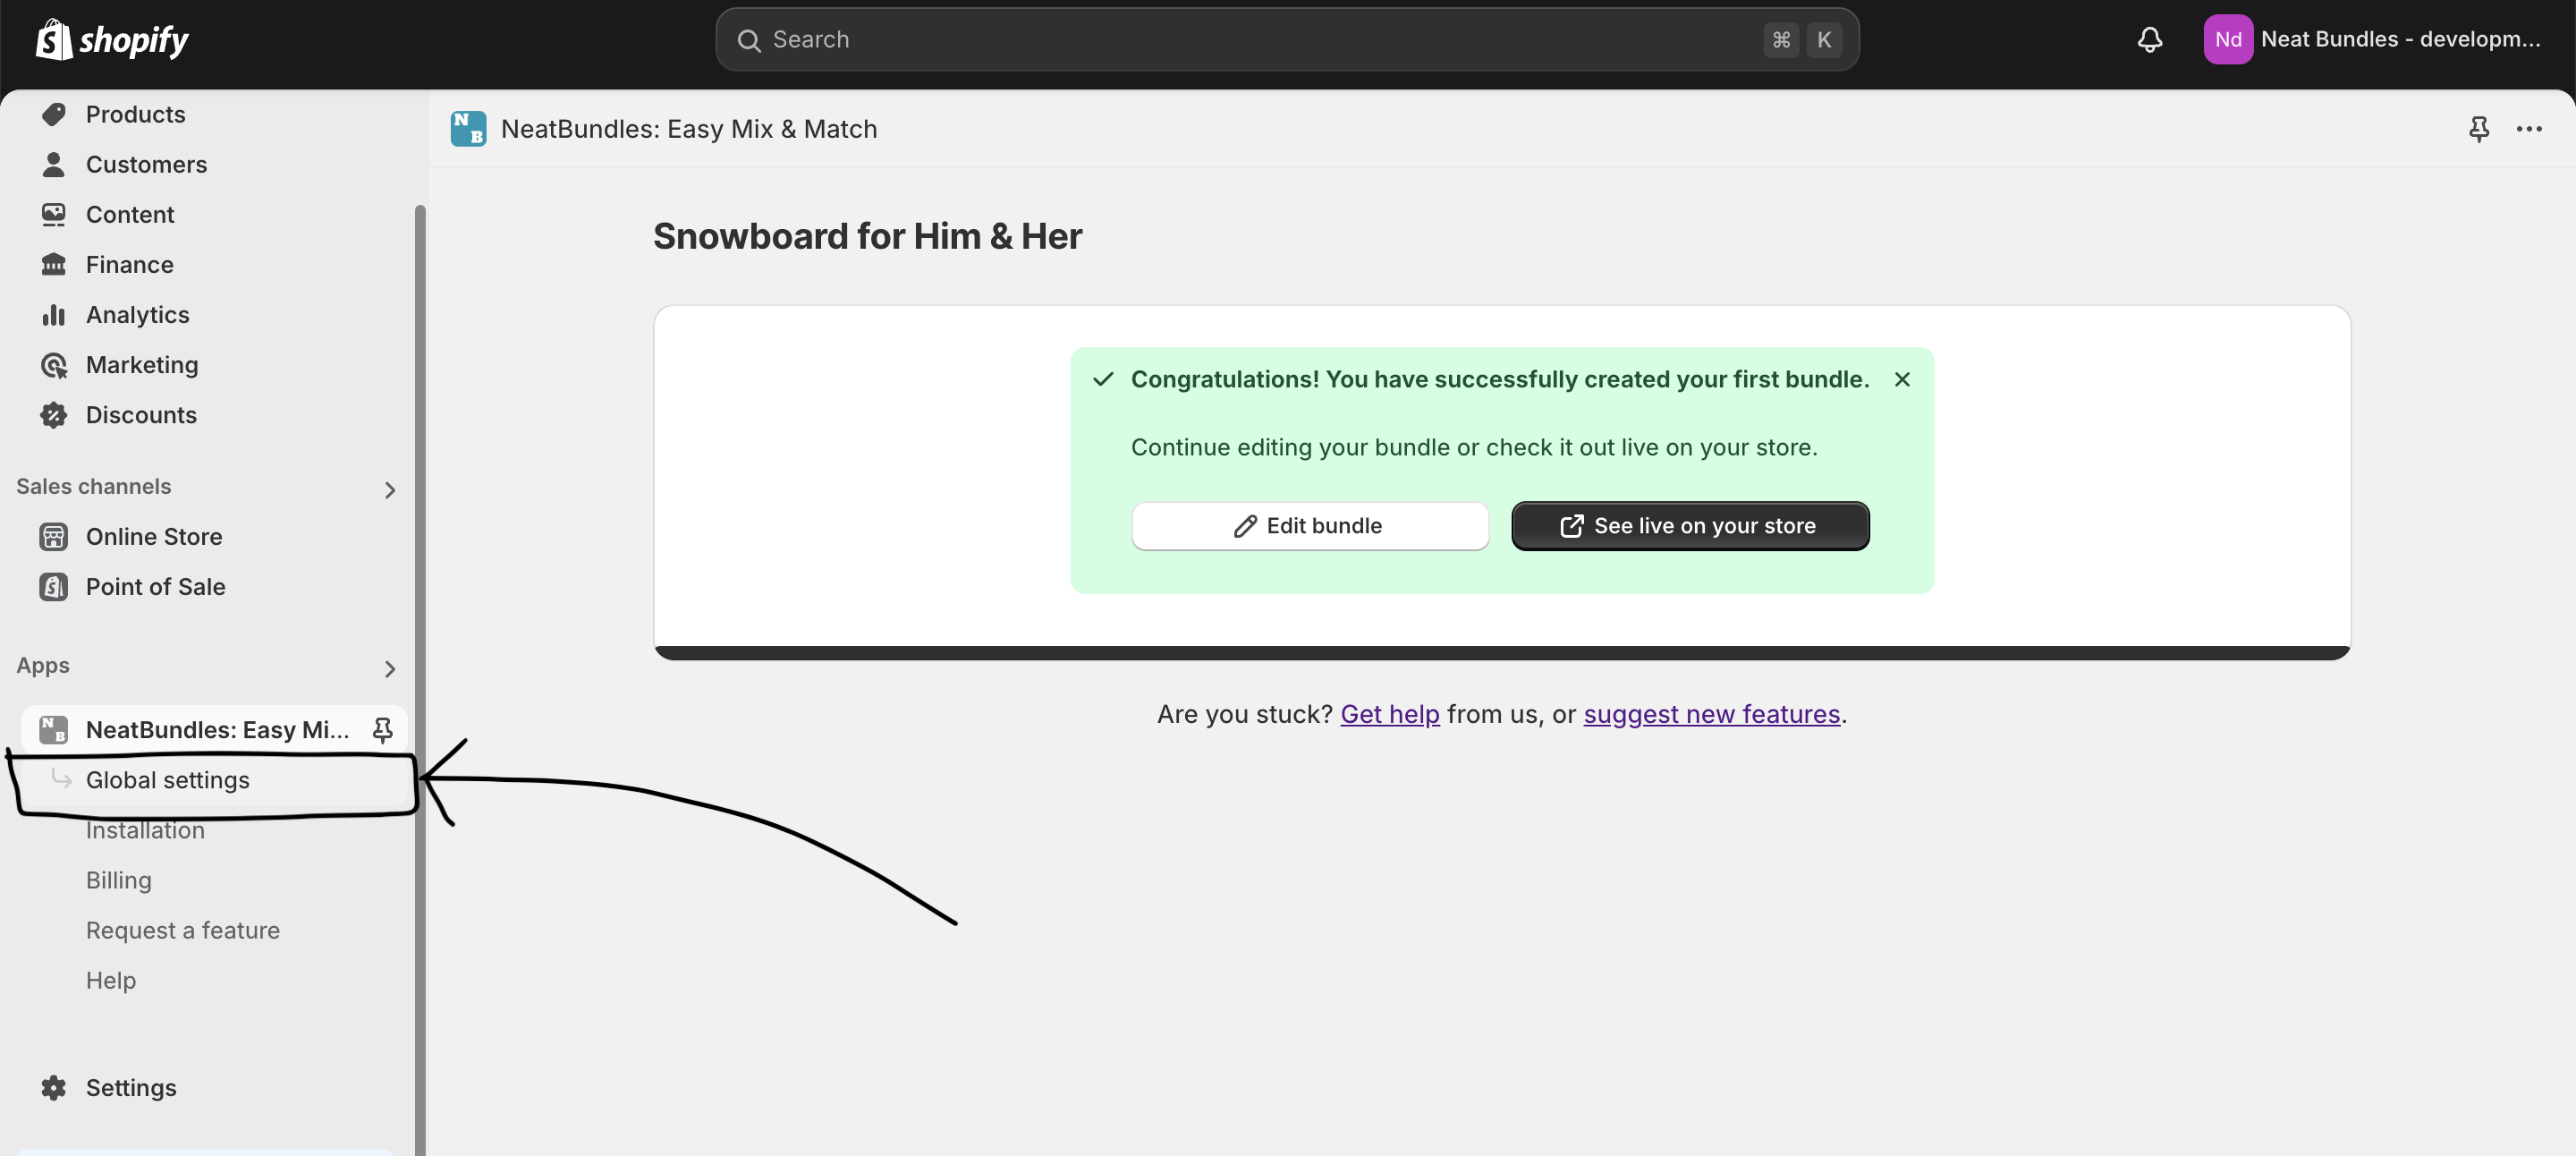 shopify
Search
⌘ K
Nd Neat Bundles - developm...
Products
Customers
Content
Finance
Analytics
Marketing
Discounts
Sales channels
Online Store
Point of Sale
Apps
NB NeatBundles: Easy Mi...
Global settings
Installation
Billing
Request a feature
Help
Settings
NB NeatBundles: Easy Mix & Match
Snowboard for Him & Her
Congratulations! You have successfully created your first bundle.
Continue editing your bundle or check it out live on your store.
Edit bundle
See live on your store
Are you stuck? Get help from us, or suggest new features.